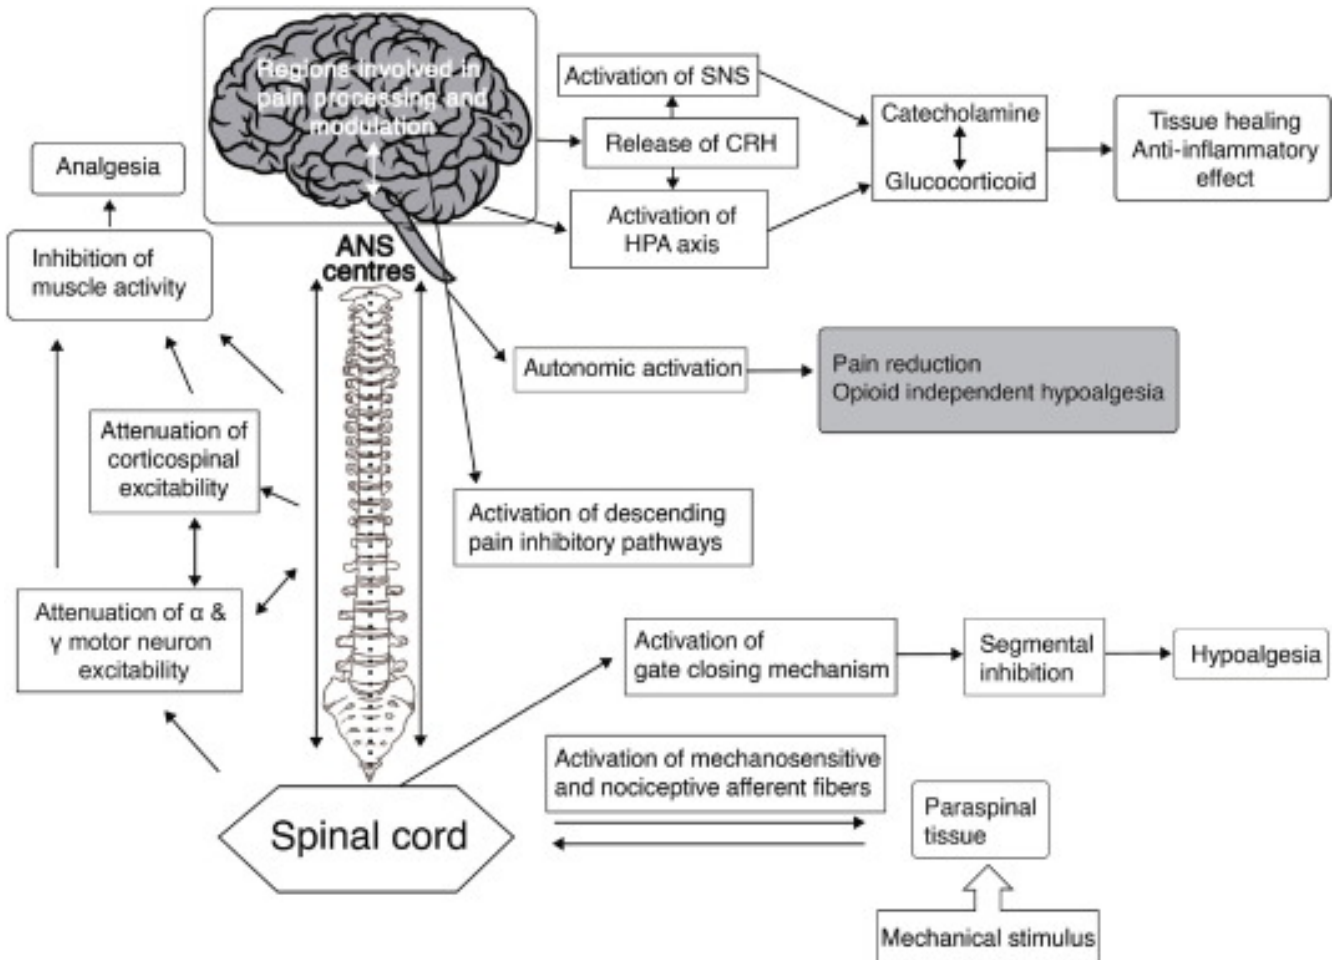 Regions involved in
pain processing and
modulation
Activation of SNS
Release of CRH
Activation of
HPA axis
Catecholamine
Glucocorticoid
Tissue healing
Anti-inflammatory
effect
Analgesia
Inhibition of
muscle activity
ANS
centres
Autonomic activation
Pain reduction
Opioid independent hypoalgesia
Attenuation of
corticospinal
excitability
Activation of descending
pain inhibitory pathways
Attenuation of α &
γ motor neuron
excitability
Activation of
gate closing mechanism
Segmental
inhibition
Hypoalgesia
Activation of mechanosensitive
and nociceptive afferent fibers
Spinal cord
Paraspinal
tissue
Mechanical stimulus